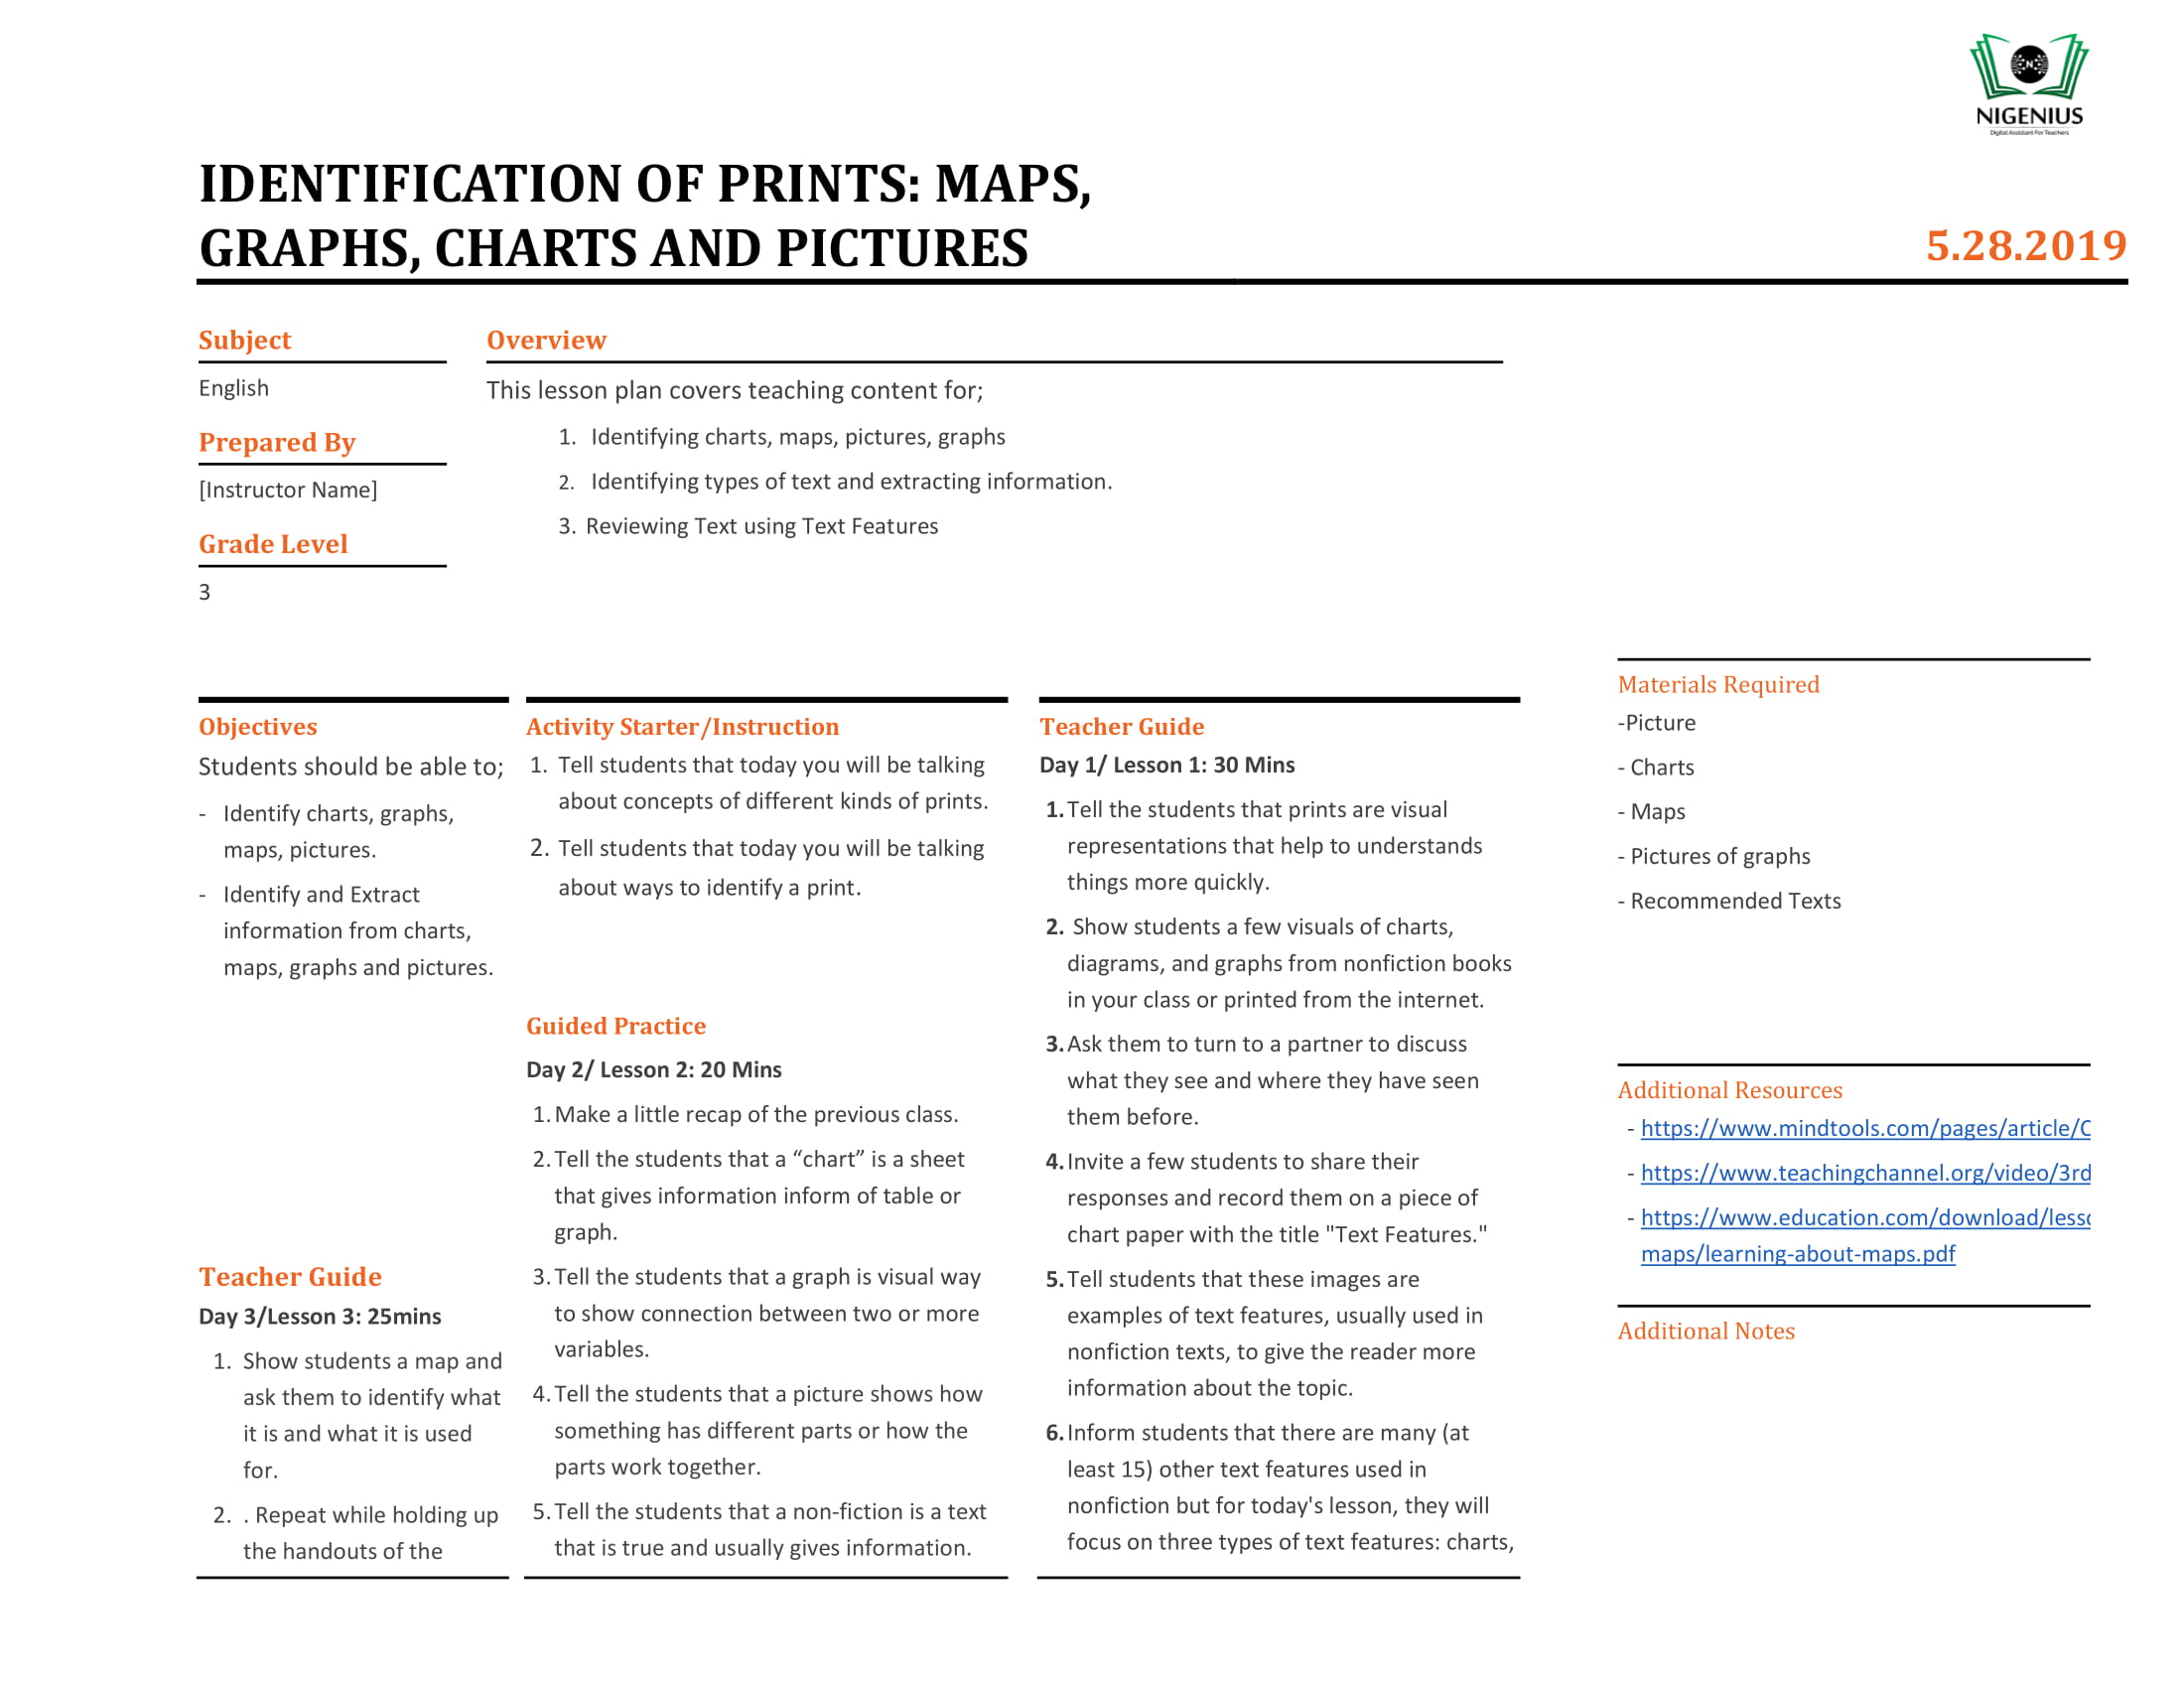 NIGENIUS
Digital Assistant For Teachers
IDENTIFICATION OF PRINTS: MAPS,
GRAPHS, CHARTS AND PICTURES
5.28.2019
Subject
English
Prepared By
[Instructor Name]
Grade Level
3
Overview
This lesson plan covers teaching content for;
1. Identifying charts, maps, pictures, graphs
2. Identifying types of text and extracting information.
3. Reviewing Text using Text Features
Objectives
Students should be able to;
- Identify charts, graphs,
maps, pictures.
- Identify and Extract
information from charts,
maps, graphs and pictures.
Teacher Guide
Day 3/Lesson 3: 25mins
1. Show students a map and
ask them to identify what
it is and what it is used
for.
2. . Repeat while holding up
the handouts of the
Activity Starter/Instruction
1. Tell students that today you will be talking
about concepts of different kinds of prints.
2. Tell students that today you will be talking
about ways to identify a print.
Guided Practice
Day 2/ Lesson 2: 20 Mins
1. Make a little recap of the previous class.
2. Tell the students that a “chart” is a sheet
that gives information inform of table or
graph.
3. Tell the students that a graph is visual way
to show connection between two or more
variables.
4. Tell the students that a picture shows how
something has different parts or how the
parts work together.
5. Tell the students that a non-fiction is a text
that is true and usually gives information.
Teacher Guide
Day 1/ Lesson 1: 30 Mins
1. Tell the students that prints are visual
representations that help to understands
things more quickly.
2. Show students a few visuals of charts,
diagrams, and graphs from nonfiction books
in your class or printed from the internet.
3. Ask them to turn to a partner to discuss
what they see and where they have seen
them before.
4. Invite a few students to share their
responses and record them on a piece of
chart paper with the title "Text Features."
5. Tell students that these images are
examples of text features, usually used in
nonfiction texts, to give the reader more
information about the topic.
6. Inform students that there are many (at
least 15) other text features used in
nonfiction but for today's lesson, they will
focus on three types of text features: charts,
Materials Required
-Picture
- Charts
- Maps
- Pictures of graphs
- Recommended Texts
Additional Resources
- https://www.mindtools.com/pages/article/C
- https://www.teachingchannel.org/video/3rd
- https://www.education.com/download/less
maps/learning-about-maps.pdf
Additional Notes